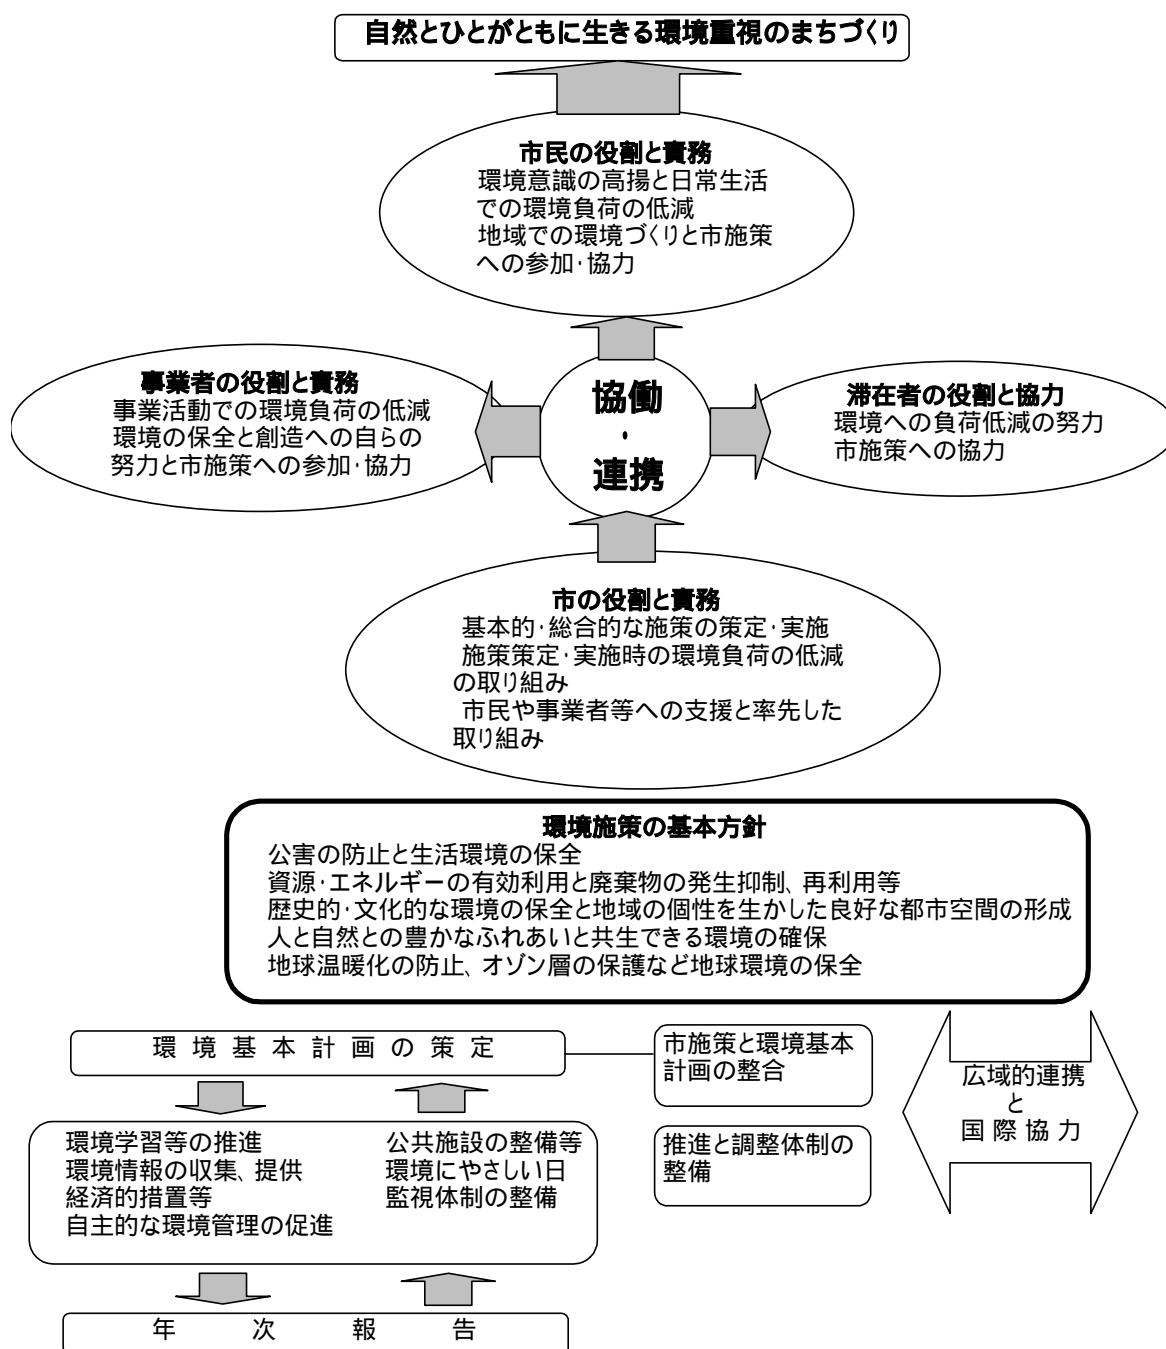 自然とひとがともに生きる環境重視のまちづくり
市民の役割と責務
環境意識の高揚と日常生活
での環境負荷の低減
地域での環境づくりと市施策
への参加・協力
事業者の役割と責務
事業活動での環境負荷の低減
環境の保全と創造への自らの
努力と市施策への参加・協力
協働
・
連携
滞在者の役割と協力
環境への負荷低減の努力
市施策への協力
市の役割と責務
基本的・総合的な施策の策定・実施
施策策定・実施時の環境負荷の低減
の取り組み
市民や事業者等への支援と率先した
取り組み
環境施策の基本方針
公害の防止と生活環境の保全
資源・エネルギーの有効利用と廃棄物の発生抑制、再利用等
歴史的・文化的な環境の保全と地域の個性を生かした良好な都市空間の形成
人と自然との豊かなふれあいと共生できる環境の確保
地球温暖化の防止、オゾン層の保護など地球環境の保全
環境基本計画の策定
市施策と環境基本
計画の整合
環境学習等の推進
環境情報の収集、提供
経済的措置等
自主的な環境管理の促進
公共施設の整備等
環境にやさしい日
監視体制の整備
推進と調整体制の
整備
広域的連携
と
国際協力
年次報告